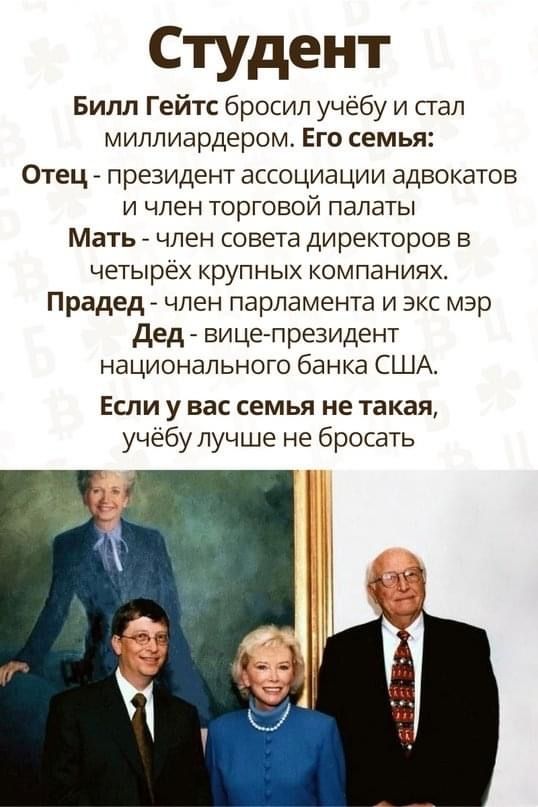 Студент
Билл Гейтс бросил учёбу и стал
миллиардером. Его семья:
Отец - президент ассоциации адвокатов
и член торговой палаты
Мать - член совета директоров в
четырёх крупных компаниях.
Прадед - член парламента и экс мэр
Дед - вице-президент
национального банка США.
Если у вас семья не такая,
учёбу лучше не бросать